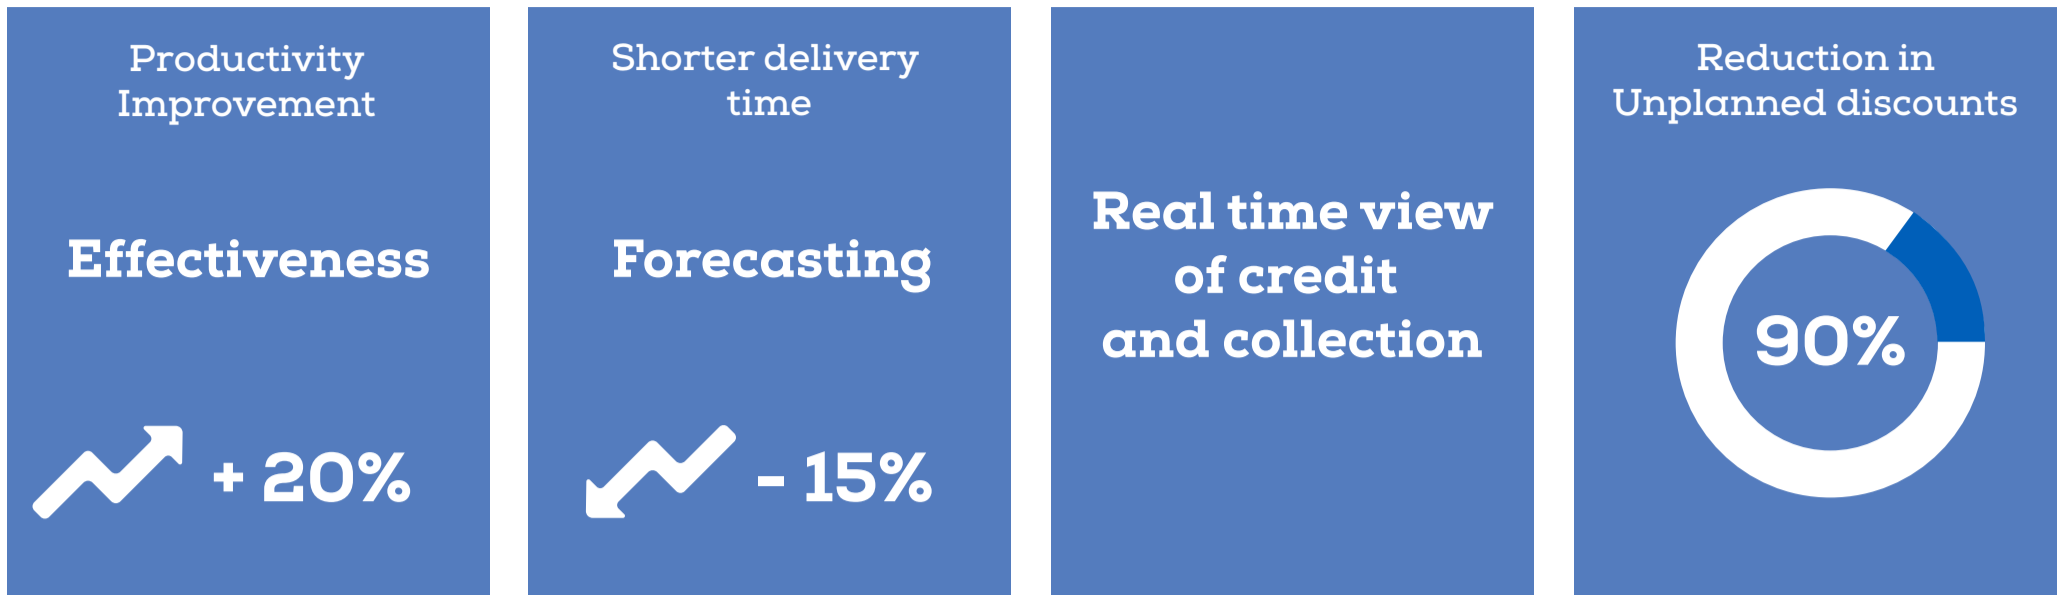 Productivity
Improvement
Effectiveness
+ 20%
Shorter delivery
time
Forecasting
- 15%
Real time view
of credit
and collection
Reduction in
Unplanned discounts
90%